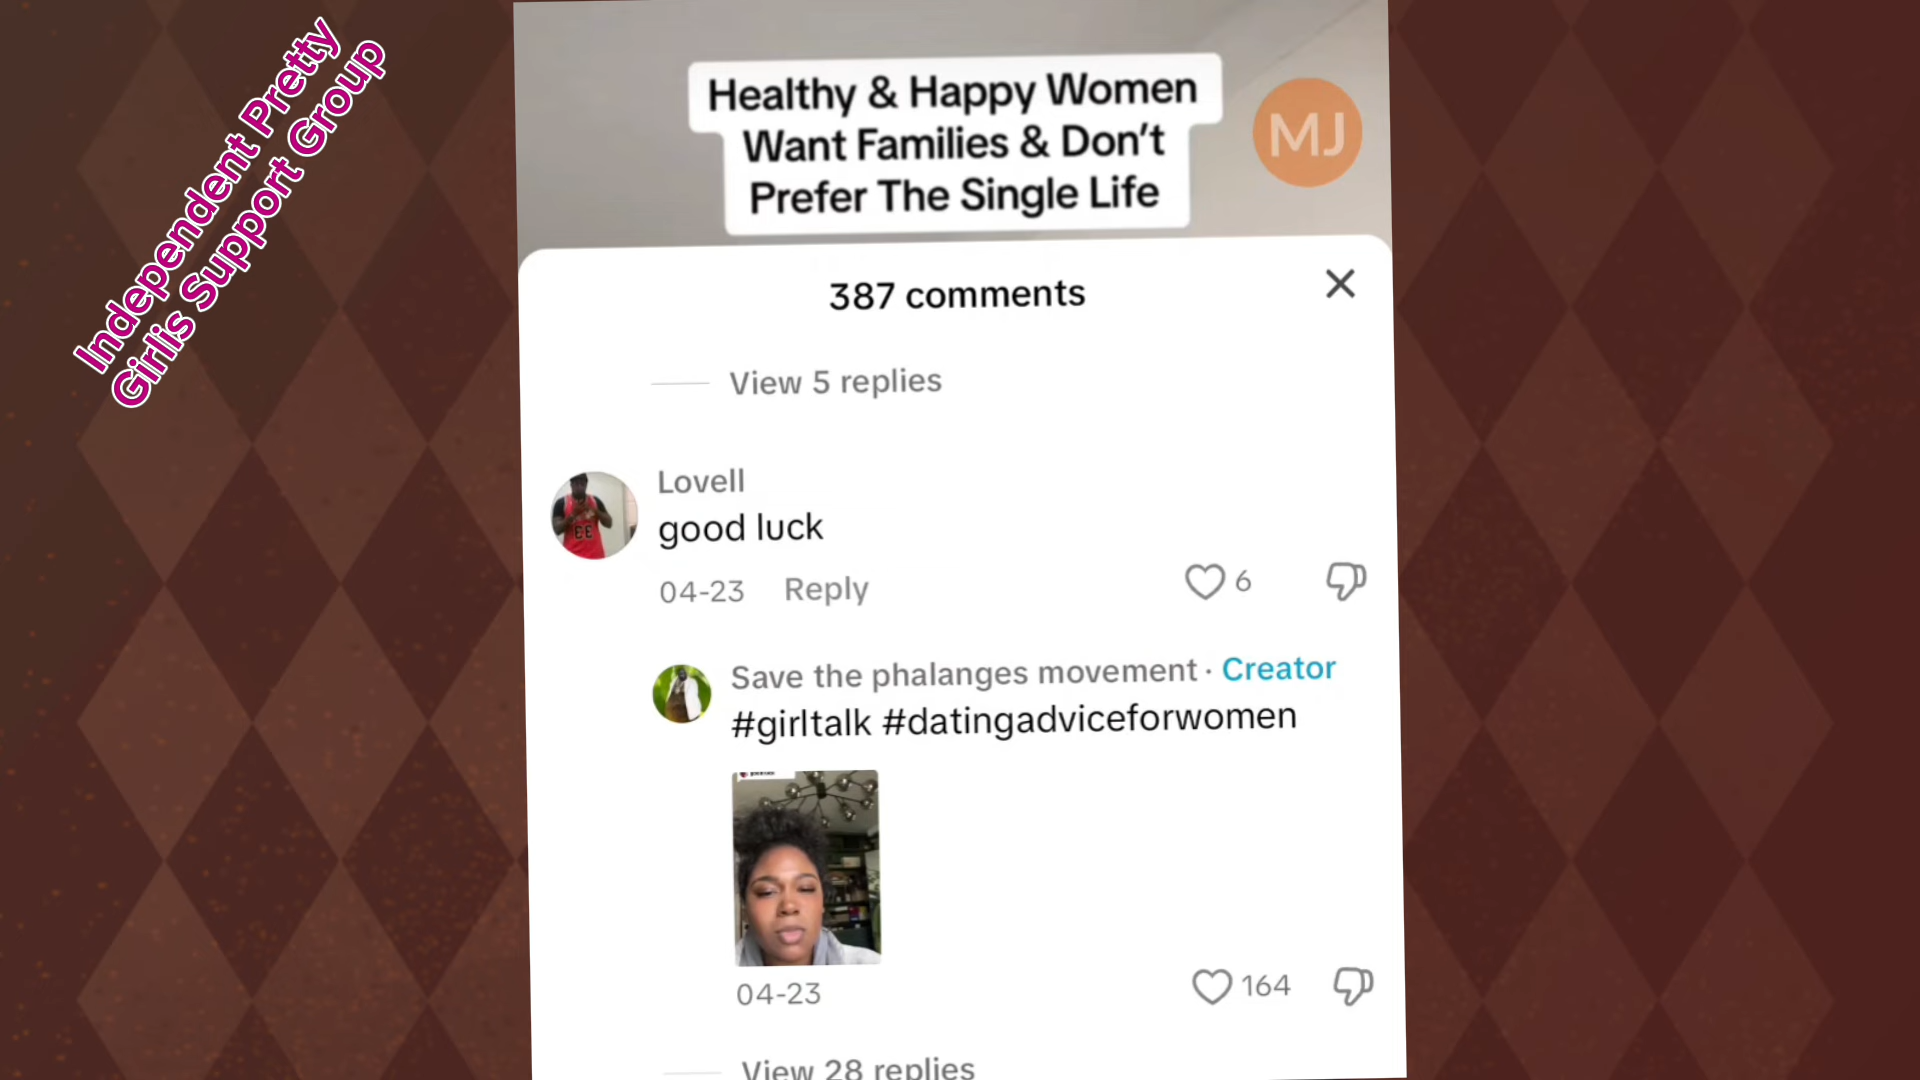 Independent Pretty
Girlis Support Group
Healthy & Happy Women
Want Families & Don't
Prefer The Single Life
MJ
387 comments
View 5 replies
Lovell
good luck
04-23 Reply
6
Save the phalanges movement · Creator
#girltalk #datingadviceforwomen
04-23
164
View 28 replies